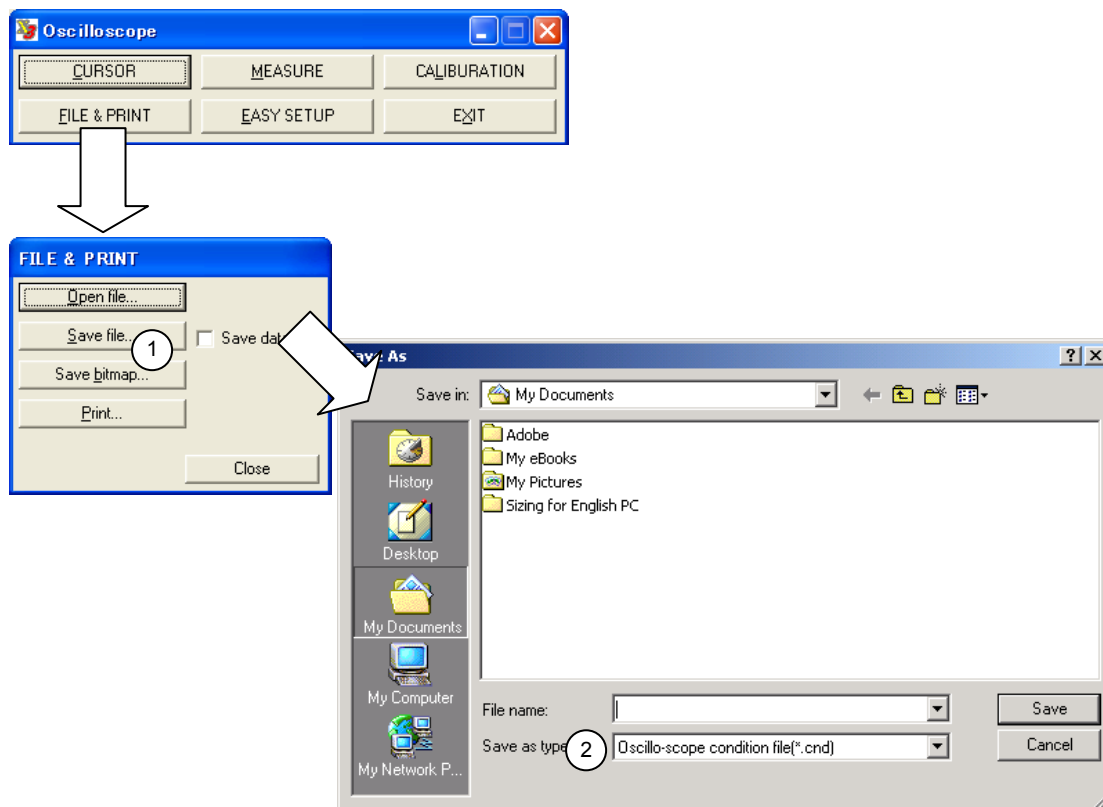 Oscilloscope
CURSOR MEASURE CALIBURATION
FILE & PRINT EASY SETUP EXIT
FILE & PRINT
Open file...
Save file..
1
Save
Save bitmap...
Print...
Close
As
Save in: My Documents
History
Desktop
My Documents
My Computer
My Network P...
Adobe
My eBooks
My Pictures
Sizing for English PC
File name: Save
Save as type 2 Oscillo-scope condition file(*.cnd) Cancel